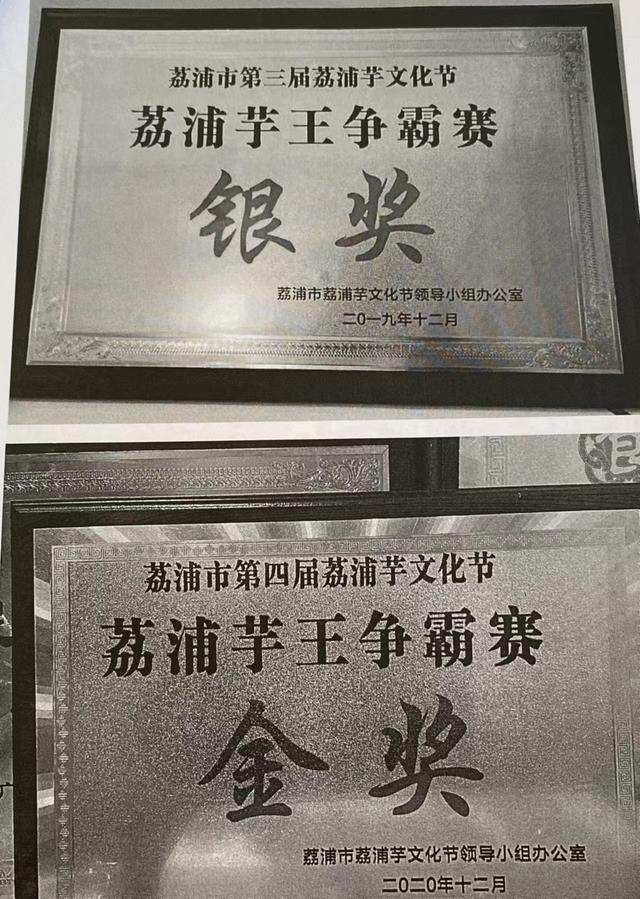 荔浦市第三届荔浦芋文化节
荔浦芋王争霸赛
银奖
荔浦市荔浦芋文化节领导小组办公室
二〇一九年十二月
荔浦市第四届荔浦芋文化节
荔浦芋王争霸赛
金奖
荔浦市荔浦芋文化节领导小组办公室
二〇二〇年十二月